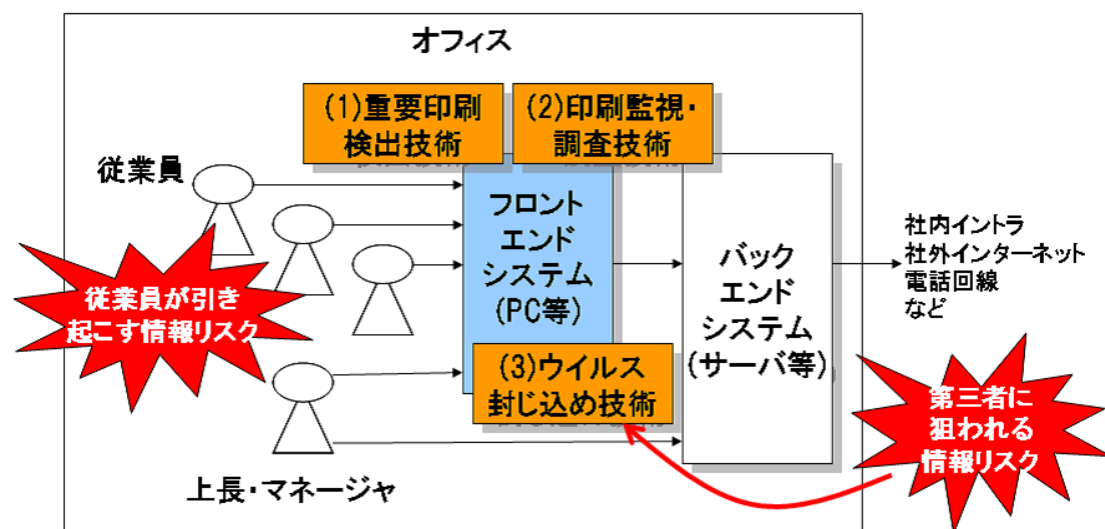 オフィス
(1)重要印刷
検出技術
(2)印刷監視・
調査技術
従業員
フロント
エンド
システム
(PC等)
バック
エンド
システム
(サーバ等)
社内イントラ
社外インターネット
電話回線
など
従業員が引き
起こす情報リスク
(3)ウイルス
封じ込め技術
第三者に
狙われる
情報リスク
上長・マネージャ